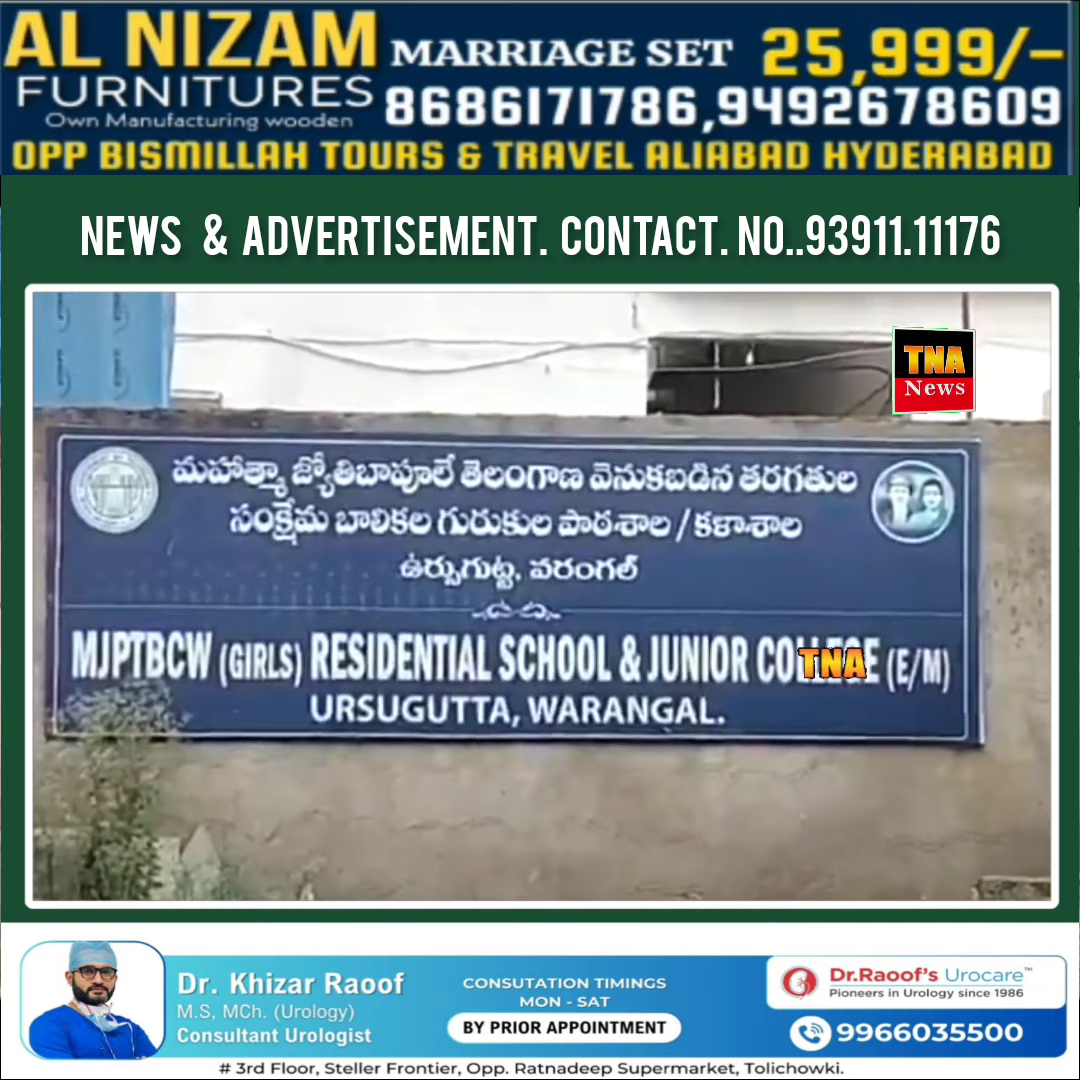 AL NIZAM
FURNITURES
Own Manufacturing wooden
MARRIAGE SET 25,999/-
8686171786,9492678609
OPP BISMILLAH TOURS & TRAVEL ALIABAD HYDERABAD
NEWS & ADVERTISEMENT. CONTACT. NO..93911.11176
TNA
News
మహాత్మా జ్యోతిబాపూలే తెలంగాణ వెనుకబడిన తరగతుల
సంక్షేమ బాలికల గురుకుల పాఠశాల / కళాశాల
ఉర్సుగుట్ట, వరంగల్
MJPTBCW (GIRLS) RESIDENTIAL SCHOOL & JUNIOR COLLEGE (E/M)
TNA
URSUGUTTA, WARANGAL.
Dr. Khizar Raoof
M.S, MCh. (Urology)
Consultant Urologist
CONSUTATION TIMINGS
MON - SAT
BY PRIOR APPOINTMENT
Dr.Raoof's Urocare™
Pioneers in Urology since 1986
9966035500
# 3rd Floor, Steller Frontier, Opp. Ratnadeep Supermarket, Tolichowki.